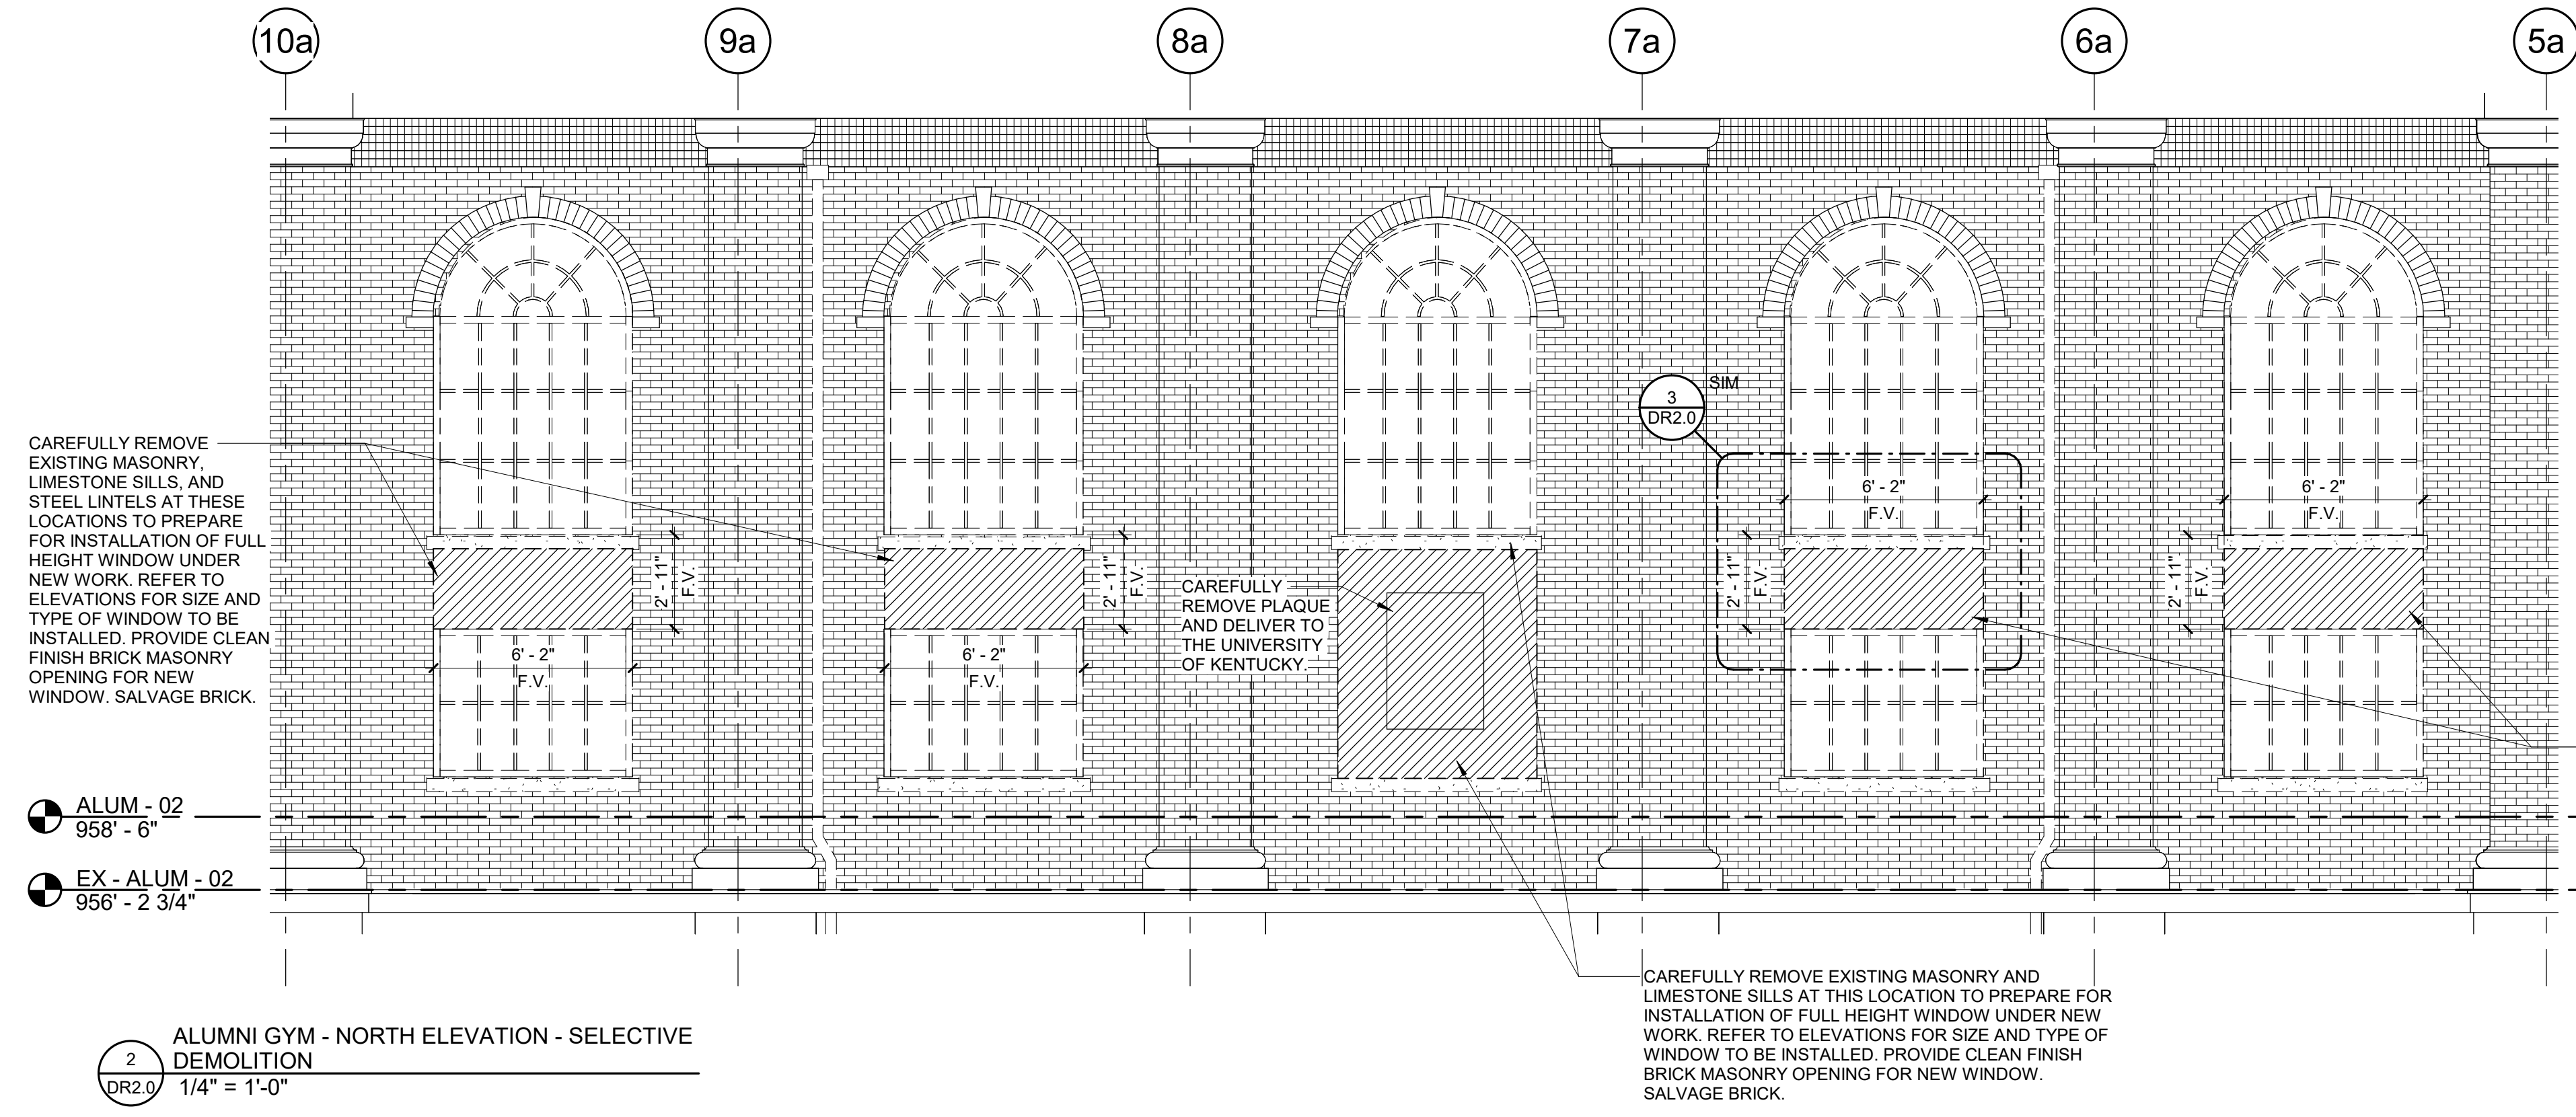 10a
9a
8a
7a
6a
5a
3
DR2.0
SIM
CAREFULLY REMOVE
EXISTING MASONRY,
LIMESTONE SILLS, AND
STEEL LINTELS AT THESE
LOCATIONS TO PREPARE
FOR INSTALLATION OF FULL
HEIGHT WINDOW UNDER
NEW WORK. REFER TO
ELEVATIONS FOR SIZE AND
TYPE OF WINDOW TO BE
INSTALLED. PROVIDE CLEAN
FINISH BRICK MASONRY
OPENING FOR NEW
WINDOW. SALVAGE BRICK.
2' - 11"
F.V.
6' - 2"
F.V.
2' - 11"
F.V.
6' - 2"
F.V.
CAREFULLY
REMOVE PLAQUE
AND DELIVER TO
THE UNIVERSITY
OF KENTUCKY.
6' - 2"
F.V.
2' - 11"
F.V.
6' - 2"
F.V.
2' - 11"
F.V.
ALUM - 02
958' - 6"
EX - ALUM - 02
956' - 2 3/4"
CAREFULLY REMOVE EXISTING MASONRY AND
LIMESTONE SILLS AT THIS LOCATION TO PREPARE FOR
INSTALLATION OF FULL HEIGHT WINDOW UNDER NEW
WORK. REFER TO ELEVATIONS FOR SIZE AND TYPE OF
WINDOW TO BE INSTALLED. PROVIDE CLEAN FINISH
BRICK MASONRY OPENING FOR NEW WINDOW.
SALVAGE BRICK.
2
DR2.0
ALUMNI GYM - NORTH ELEVATION - SELECTIVE
DEMOLITION
1/4" = 1'-0"